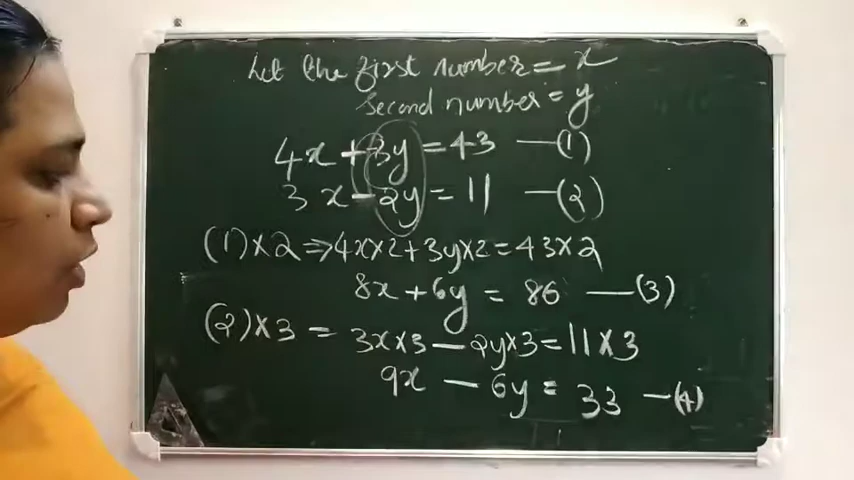 Let the first number = x
Second number = y
4x + 3y = 43 — (1)
3x - 2y = 11 — (2)
(1) x 2 ⇒ 4x x 2 + 3y x 2 = 43 x 2
8x + 6y = 86 — (3)
(2) x 3 = 3x x 3 — 2y x 3 = 11 x 3
9x — 6y = 33 — (4)